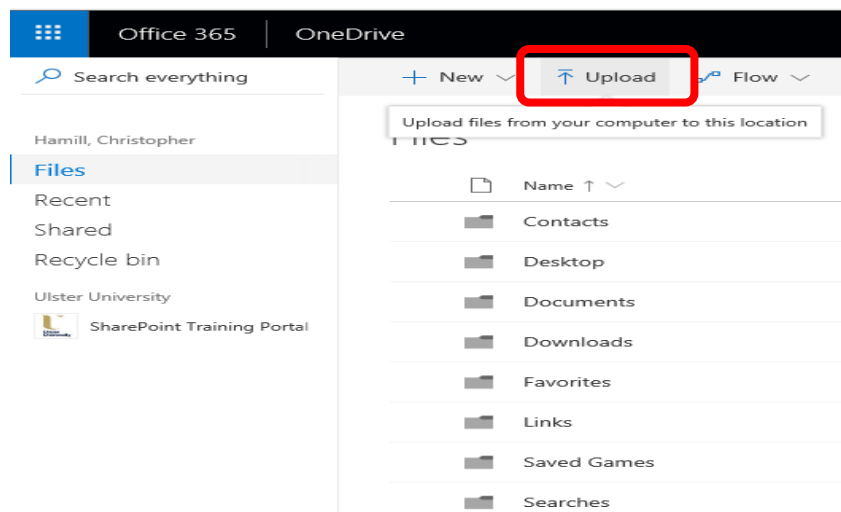 Office 365 OneDrive
Search everything
New Upload Flow
Upload files from your computer to this location
Files
Hamill, Christopher
Files
Recent
Shared
Recycle bin
Ulster University
SharePoint Training Portal
Name
Contacts
Desktop
Documents
Downloads
Favorites
Links
Saved Games
Searches